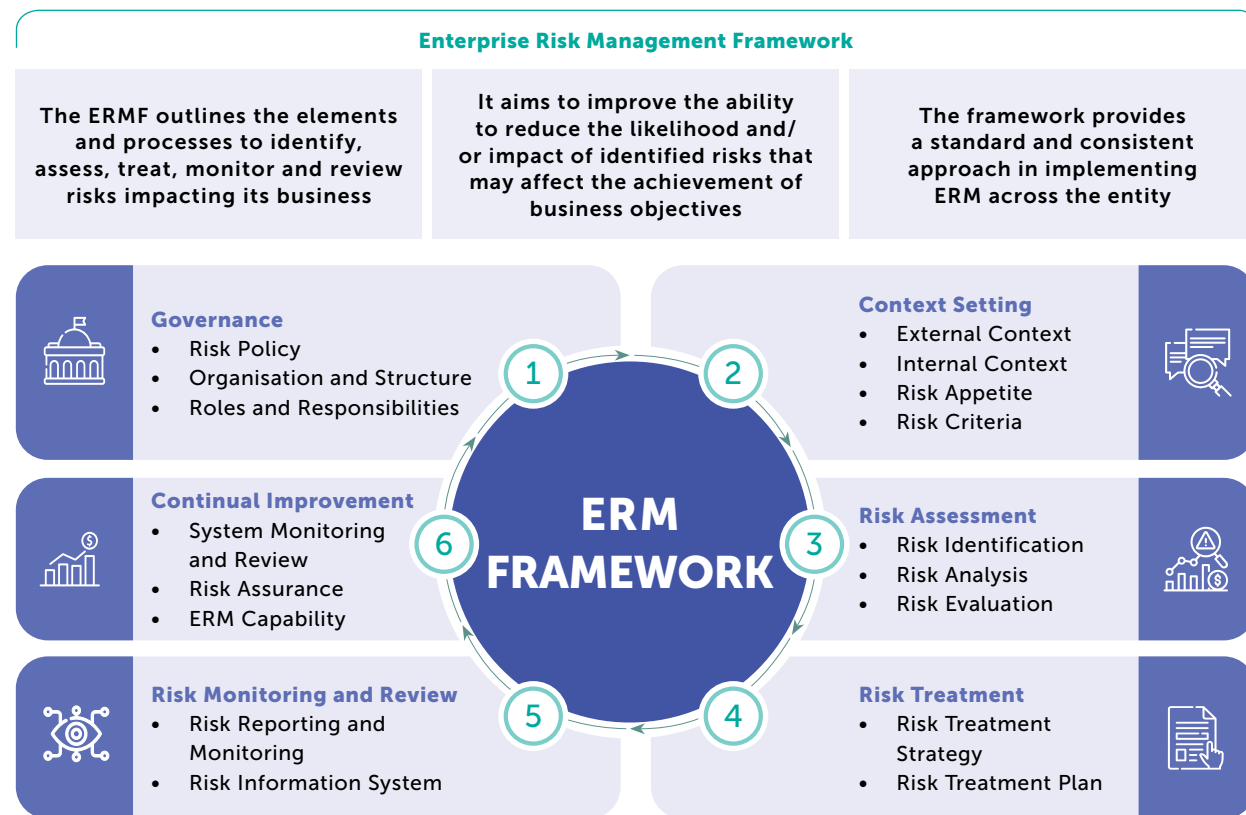 Enterprise Risk Management Framework
The ERMF outlines the elements
and processes to identify,
assess, treat, monitor and review
risks impacting its business
It aims to improve the ability
to reduce the likelihood and/
or impact of identified risks that
may affect the achievement of
business objectives
The framework provides
a standard and consistent
approach in implementing
ERM across the entity
Governance
• Risk Policy
• Organisation and Structure
• Roles and Responsibilities
1
2
Context Setting
• External Context
• Internal Context
• Risk Appetite
• Risk Criteria
Continual Improvement
• System Monitoring
and Review
• Risk Assurance
• ERM Capability
6
ERM
FRAMEWORK
3
Risk Assessment
• Risk Identification
• Risk Analysis
• Risk Evaluation
Risk Monitoring and Review
• Risk Reporting and
Monitoring
• Risk Information System
5
4
Risk Treatment
• Risk Treatment
Strategy
• Risk Treatment Plan
$
$